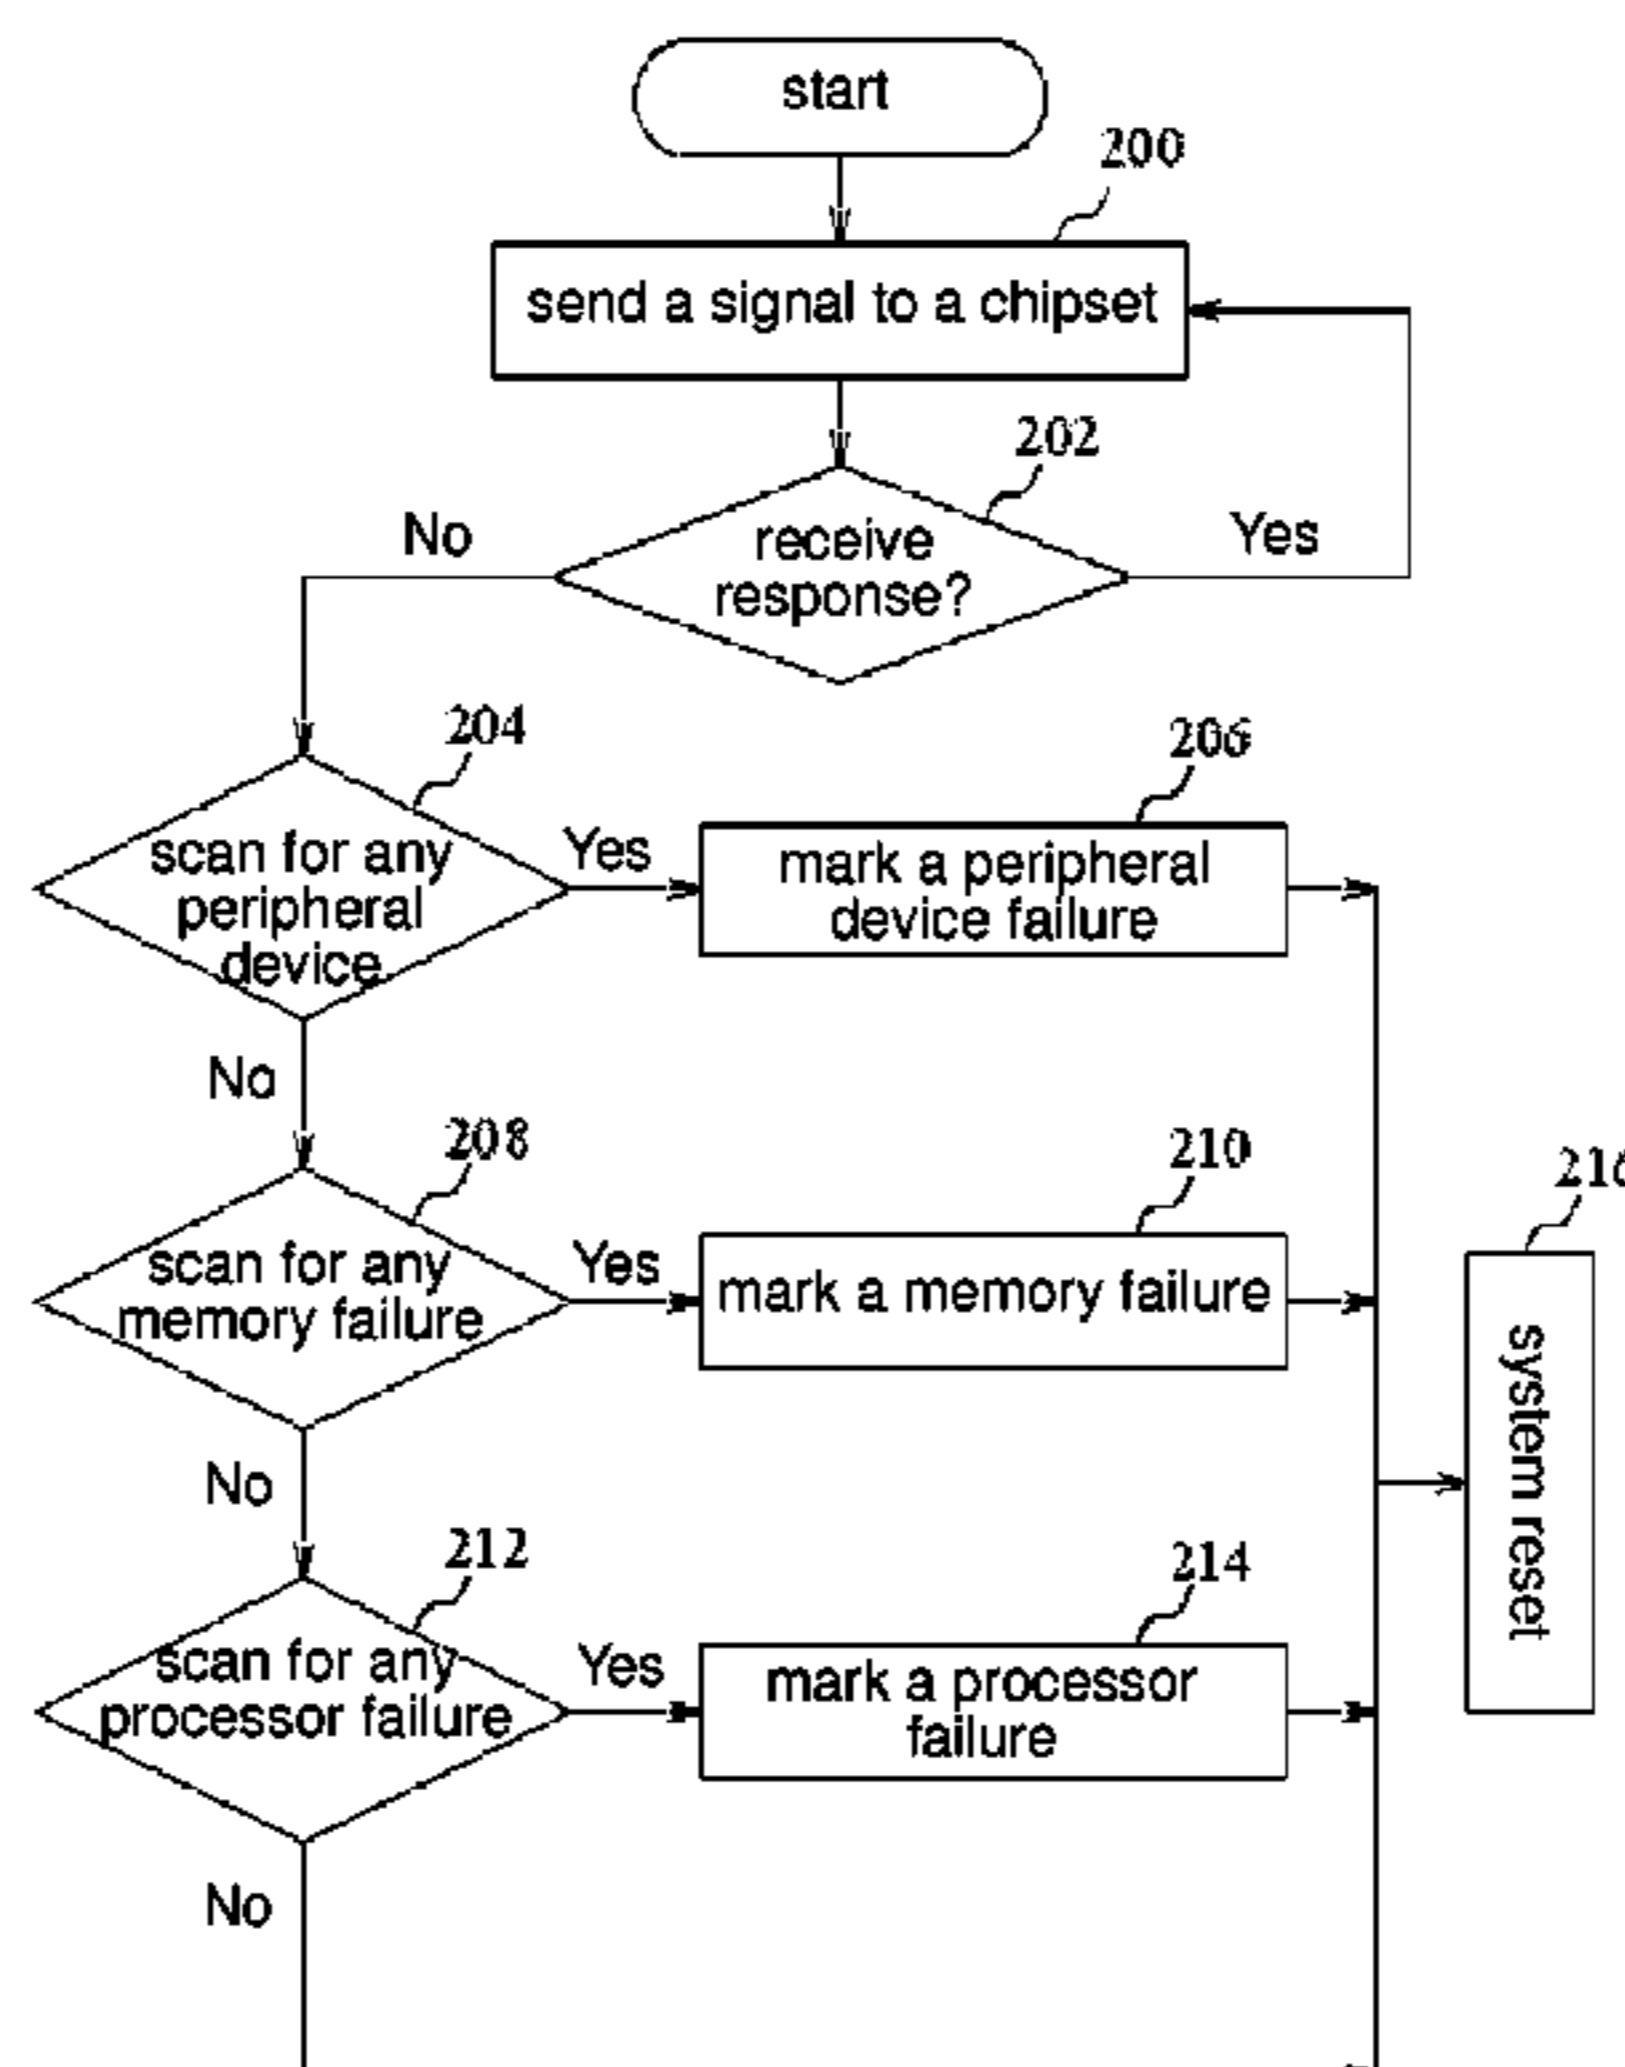 start
200
send a signal to a chipset
202
No
receive
response?
Yes
204
206
scan for any
peripheral
device
Yes
mark a peripheral
device failure
No
208
210
216
scan for any
memory failure
Yes
mark a memory failure
system reset
No
212
214
scan for any
processor failure
Yes
mark a processor
failure
No